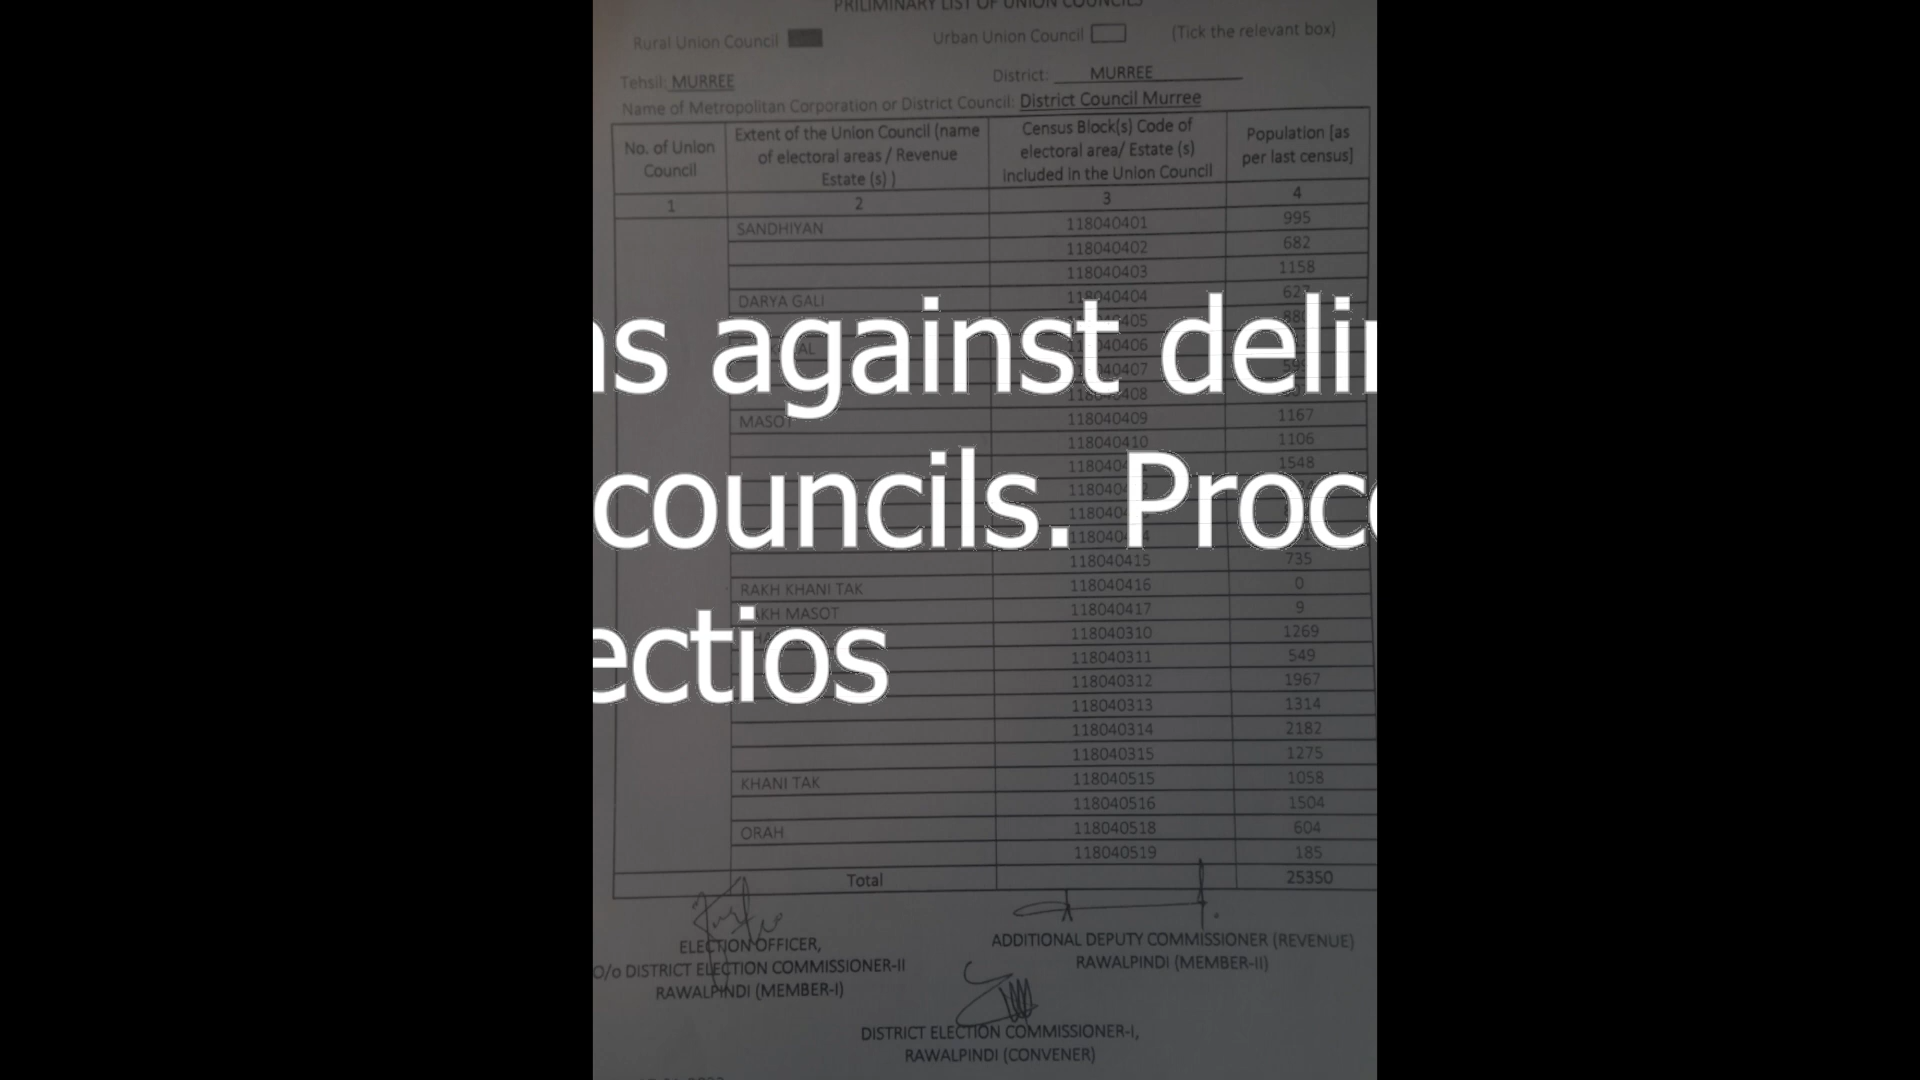 PRILIMINARY LIST OF UNION COUNCILS
Rural Union Council Urban Union Council (Tick the relevant box)
Tehsil: MURREE District: MURREE
Name of Metropolitan Corporation or District Council: District Council Murree
No. of Union Council Extent of the Union Council (name of electoral areas / Revenue Estate (s) ) Census Block(s) Code of electoral area/ Estate (s) included in the Union Council Population [as per last census]
1 2 3 4
SANDHIYAN 118040401 995
118040402 682
118040403 1158
DARYA GALI 118040404
ns against deli
MASOT 118040409 1167
118040410 1106
1548
councils. Proc
118040415 735
RAKH KHANI TAK 118040416 0
MASOT 118040417 9
118040310 1269
118040311 549
ectios
118040312 1967
118040313 1314
118040314 2182
118040315 1275
KHANI TAK 118040515 1058
118040516 1504
ORAH 118040518 604
118040519 185
Total 25350
ELECTION OFFICER, ADDITIONAL DEPUTY COMMISSIONER (REVENUE)
O/o DISTRICT ELECTION COMMISSIONER-II RAWALPINDI (MEMBER-II)
RAWALPINDI (MEMBER-I)
DISTRICT ELECTION COMMISSIONER-I,
RAWALPINDI (CONVENER)